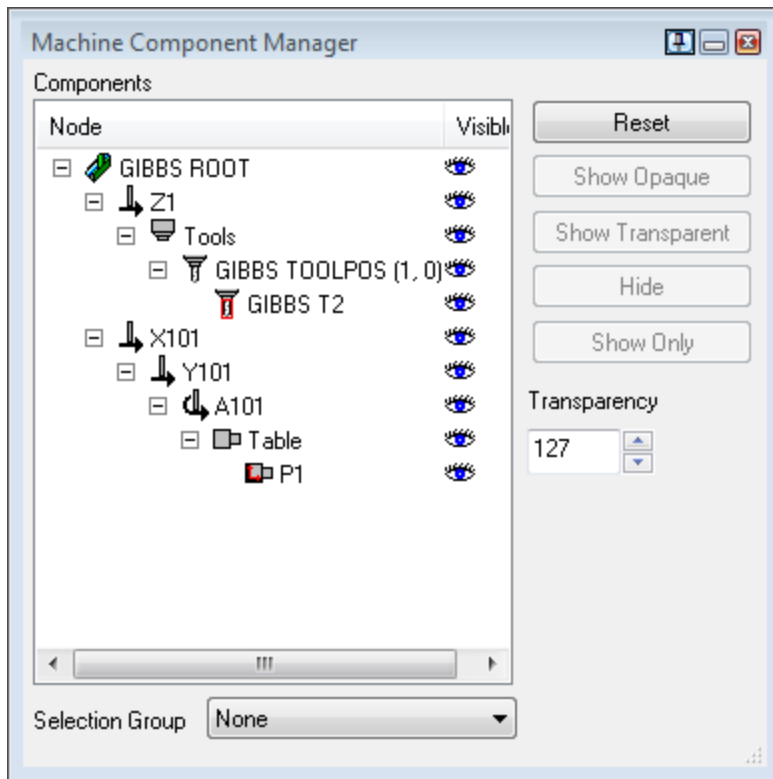 Machine Component Manager
Components
Node Visibl
GIBBS ROOT
Z1
Tools
GIBBS TOOLPOS (1, 0)
GIBBS T2
X101
Y101
A101
Table
P1
Reset
Show Opaque
Show Transparent
Hide
Show Only
Transparency
127
Selection Group None